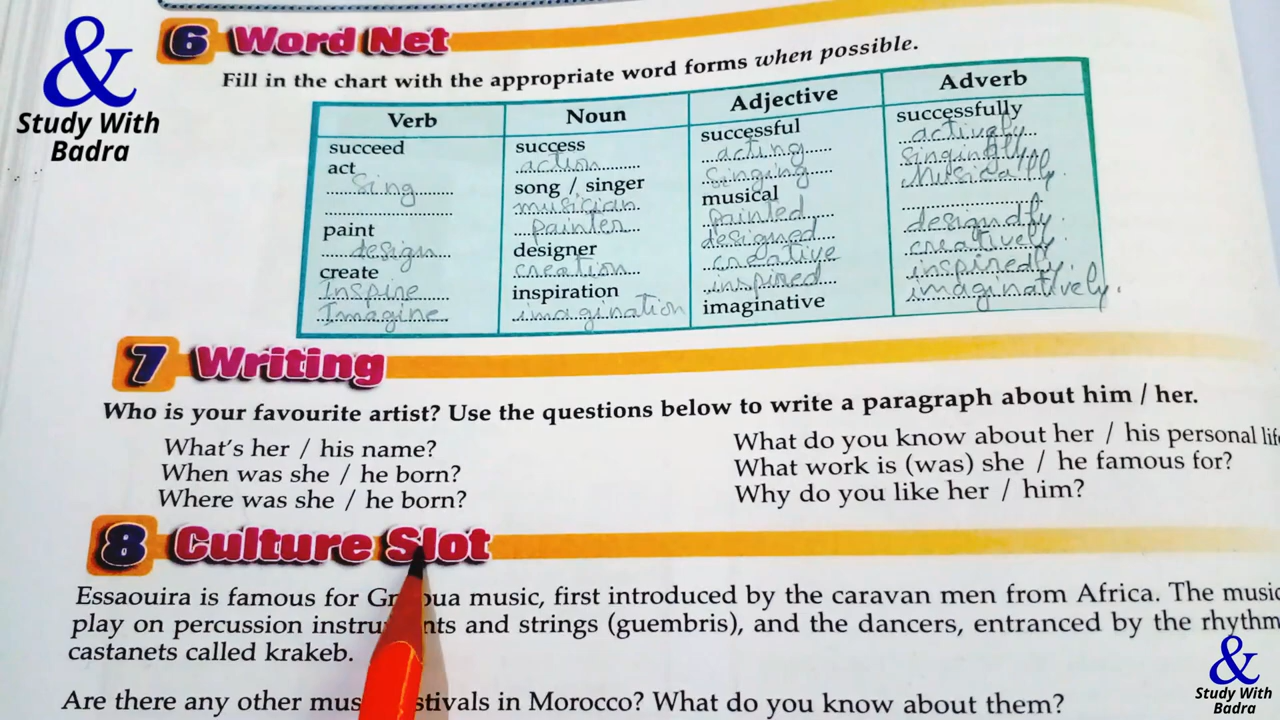 &
Study With
Badra
6 Word Net
Fill in the chart with the appropriate word forms when possible.
Verb Noun Adjective Adverb
succeed success successful successfully
act action acting actively
Sing song / singer Singing Singingly
.................... musician musical Musically.
paint painter painted ....................
design designer designed designdly.
create creation creative creatively.
Inspire inspiration inspired inspiredly
Imagine imagination imaginative imaginatively.
7 Writing
Who is your favourite artist? Use the questions below to write a paragraph about him / her.
What's her / his name? What do you know about her / his personal life
When was she / he born? What work is (was) she / he famous for?
Where was she / he born? Why do you like her / him?
8 Culture Slot
Essaouira is famous for music, first introduced by the caravan men from Africa. The
play on percussion and strings (guembris), and the dancers, entranced by the rhythm
castanets called krakeb.
Are there any other in Morocco? What do you know about them?
&
Study With
Badra